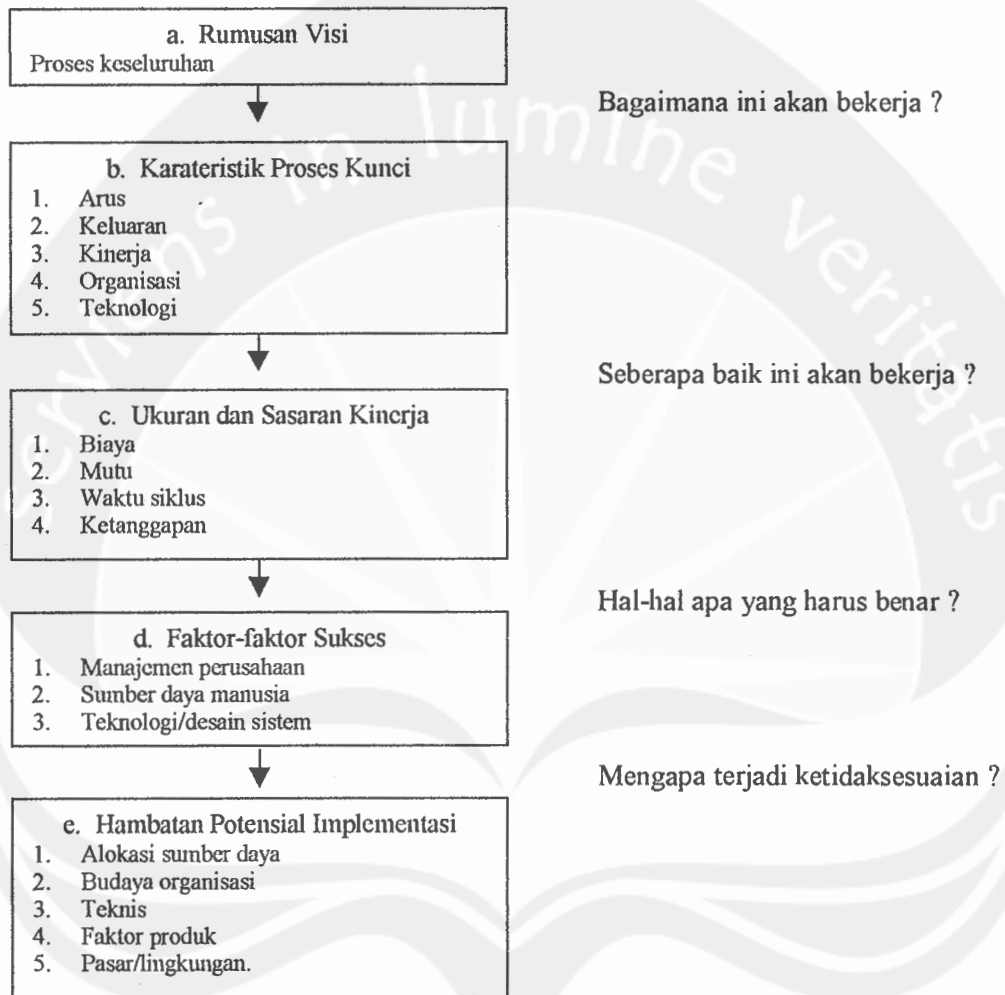 a. Rumusan Visi
Proses keseluruhan
Bagaimana ini akan bekerja ?
b. Karateristik Proses Kunci
1. Arus
2. Keluaran
3. Kinerja
4. Organisasi
5. Teknologi
Seberapa baik ini akan bekerja ?
c. Ukuran dan Sasaran Kinerja
1. Biaya
2. Mutu
3. Waktu siklus
4. Ketanggapan
Hal-hal apa yang harus benar ?
d. Faktor-faktor Sukses
1. Manajemen perusahaan
2. Sumber daya manusia
3. Teknologi/desain sistem
Mengapa terjadi ketidaksesuaian ?
e. Hambatan Potensial Implementasi
1. Alokasi sumber daya
2. Budaya organisasi
3. Teknis
4. Faktor produk
5. Pasar/lingkungan.
serviens in lumine veritatis